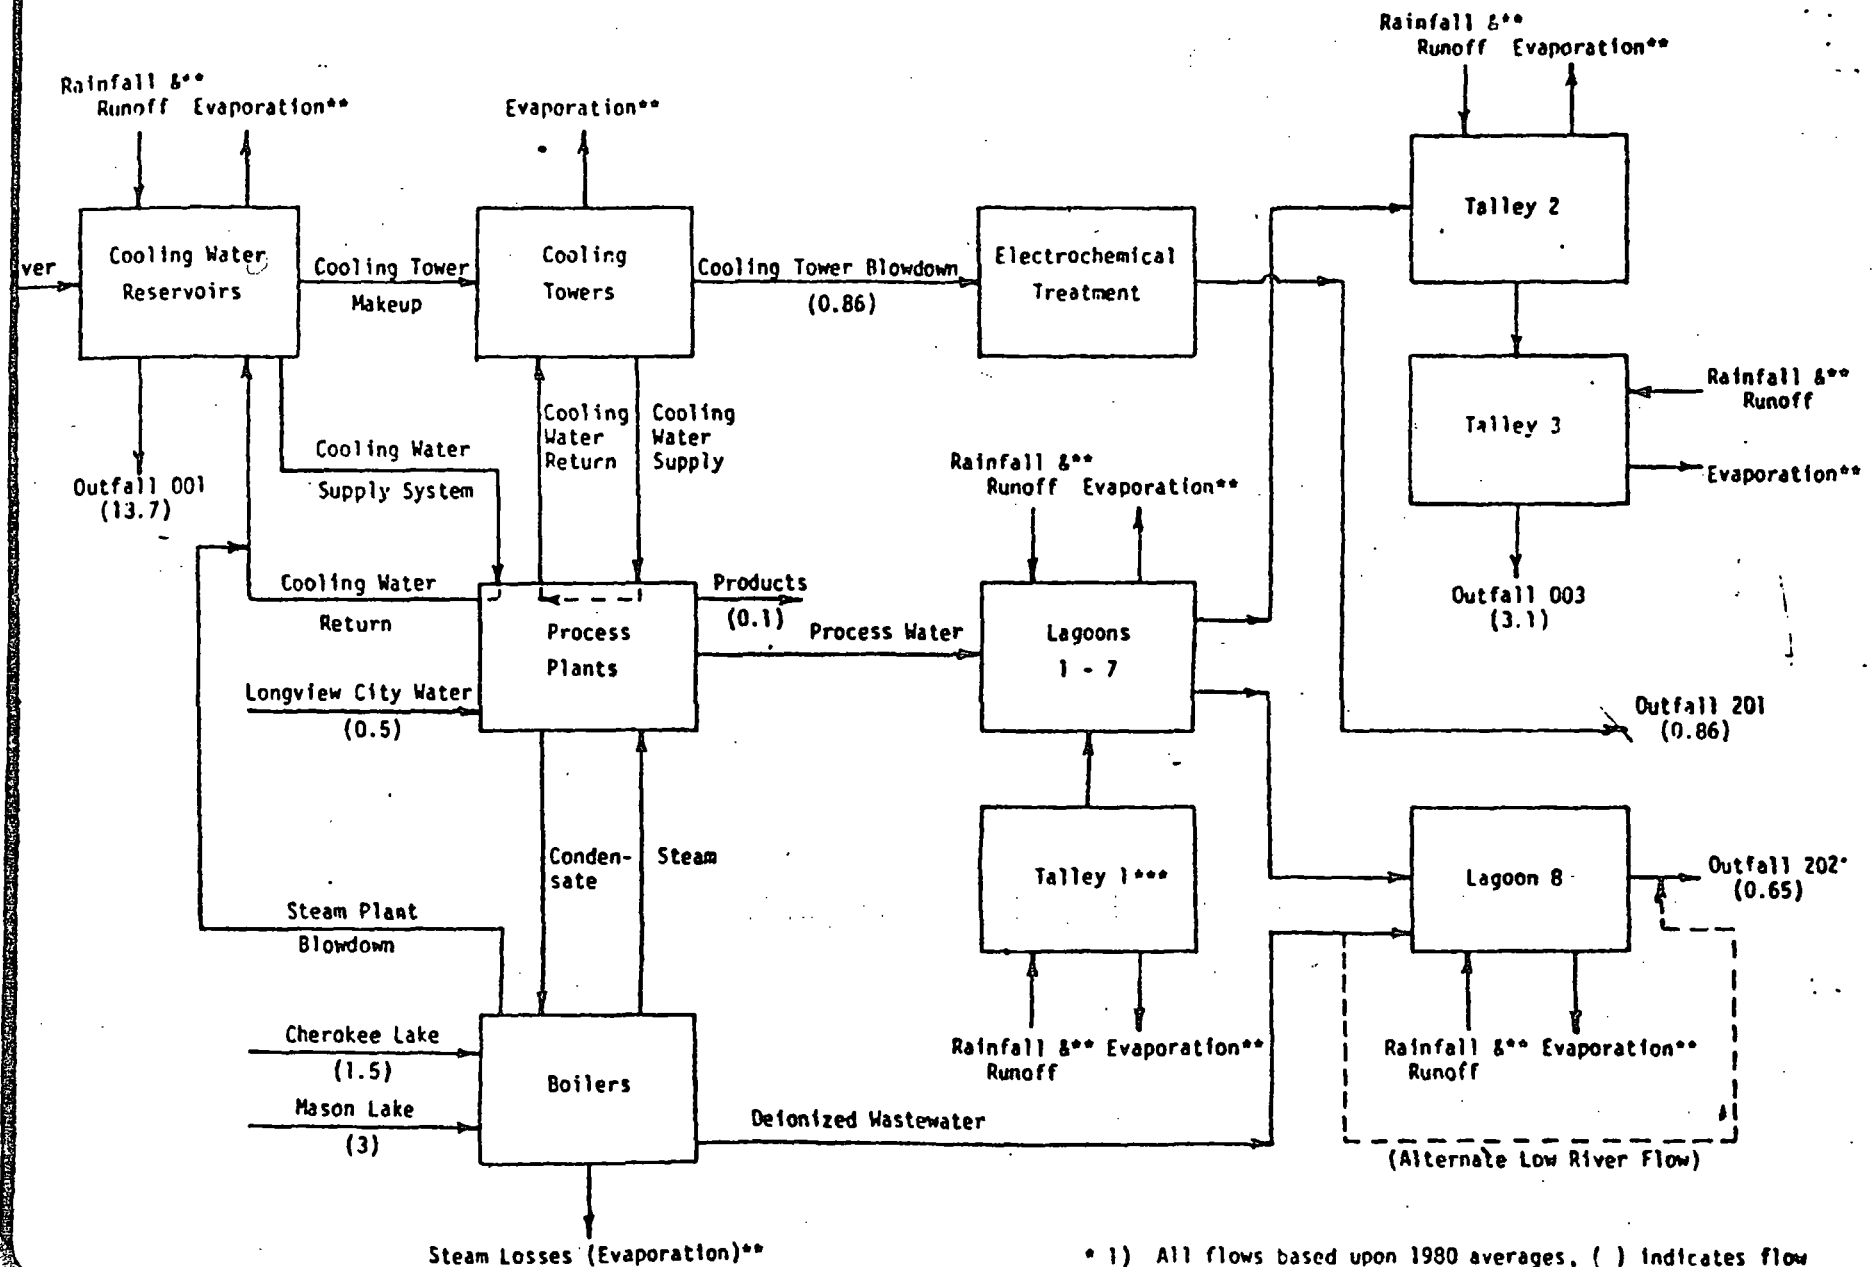 Rainfall &**
Runoff Evaporation**
Rainfall &**
Runoff Evaporation**
Evaporation**
Talley 2
ver
Cooling Water
Reservoirs
Cooling Tower
Makeup
Cooling
Towers
Cooling Tower Blowdown
(0.86)
Electrochemical
Treatment
Rainfall &**
Runoff
Talley 3
Evaporation**
Cooling
Water
Return
Cooling
Water
Supply
Cooling Water
Supply System
Outfall 001
(13.7)
Rainfall &**
Runoff Evaporation**
Outfall 003
(3.1)
Cooling Water
Return
Products
(0.1)
Process
Plants
Process Water
Lagoons
1 - 7
Longview City Water
(0.5)
Outfall 201
(0.86)
Conden-
sate
Steam
Talley 1***
Lagoon 8
Outfall 202*
(0.65)
Steam Plant
Blowdown
Cherokee Lake
(1.5)
Boilers
Mason Lake
(3)
Rainfall &** Evaporation**
Runoff
Rainfall &** Evaporation**
Runoff
Deionized Wastewater
(Alternate Low River Flow)
Steam Losses (Evaporation)**
* 1) All flows based upon 1980 averages, ( ) indicates flow